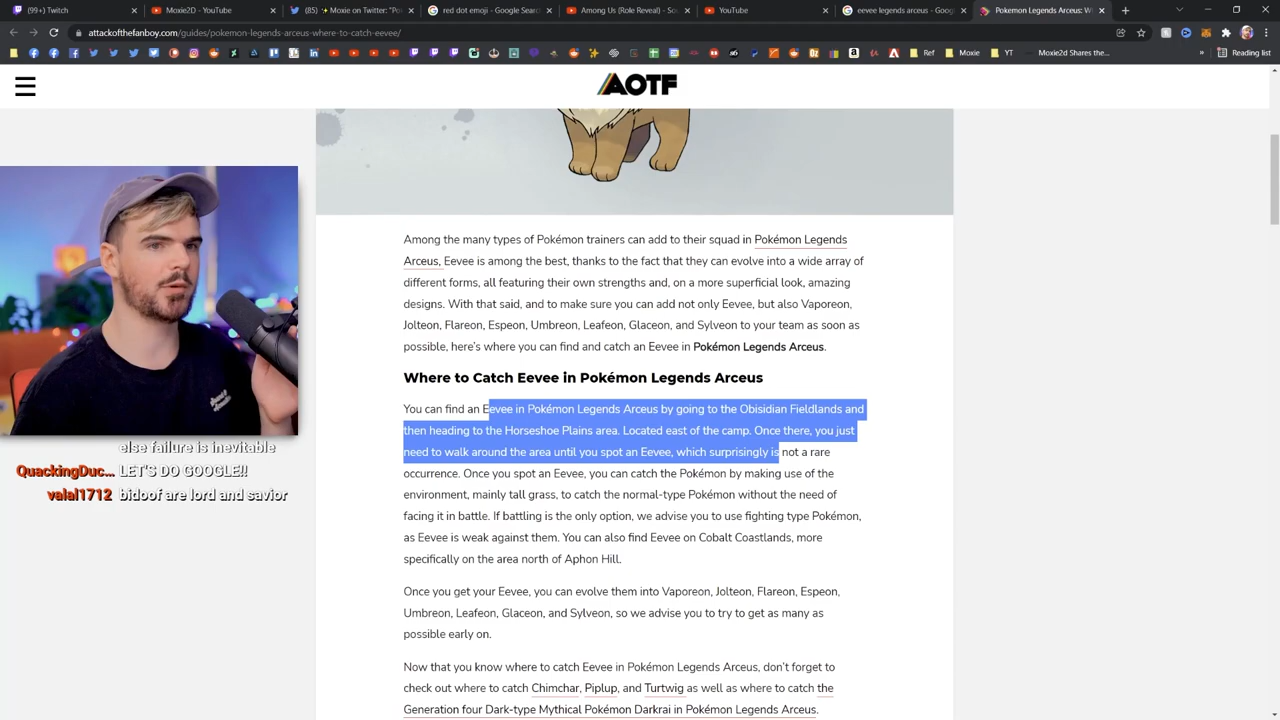 (99+) Twitch
Moxie2D - YouTube
(85) Moxie on Twitter: "Po
red dot emoji - Google Sear
Among Us (Role Reveal) - So
YouTube
eevee legends arceus - Goog
Pokemon Legends Arceus: W
attackofthefanboy.com/guides/pokemon-legends-arceus-where-to-catch-eevee/
Ref
Moxie
YT
Moxie2d Shares the...
Reading list
AOTF
Among the many types of Pokémon trainers can add to their squad in Pokémon Legends
Arceus, Eevee is among the best, thanks to the fact that they can evolve into a wide array of
different forms, all featuring their own strengths and, on a more superficial look, amazing
designs. With that said, and to make sure you can add not only Eevee, but also Vaporeon,
Jolteon, Flareon, Espeon, Umbreon, Leafeon, Glaceon, and Sylveon to your team as soon as
possible, here's where you can find and catch an Eevee in Pokémon Legends Arceus.
Where to Catch Eevee in Pokémon Legends Arceus
You can find an Eevee in Pokémon Legends Arceus by going to the Obisidian Fieldlands and
then heading to the Horseshoe Plains area. Located east of the camp. Once there, you just
need to walk around the area until you spot an Eevee, which surprisingly is not a rare
occurrence. Once you spot an Eevee, you can catch the Pokémon by making use of the
environment, mainly tall grass, to catch the normal-type Pokémon without the need of
facing it in battle. If battling is the only option, we advise you to use fighting type Pokémon,
as Eevee is weak against them. You can also find Eevee on Cobalt Coastlands, more
specifically on the area north of Aphon Hill.
Once you get your Eevee, you can evolve them into Vaporeon, Jolteon, Flareon, Espeon,
Umbreon, Leafeon, Glaceon, and Sylveon, so we advise you to try to get as many as
possible early on.
Now that you know where to catch Eevee in Pokémon Legends Arceus, don't forget to
check out where to catch Chimchar, Piplup, and Turtwig as well as where to catch the
Generation four Dark-type Mythical Pokémon Darkrai in Pokémon Legends Arceus.
else failure is inevitable
QuackingDuc... LET'S DO GOOGLE!!
valal1712 bidoof are lord and savior